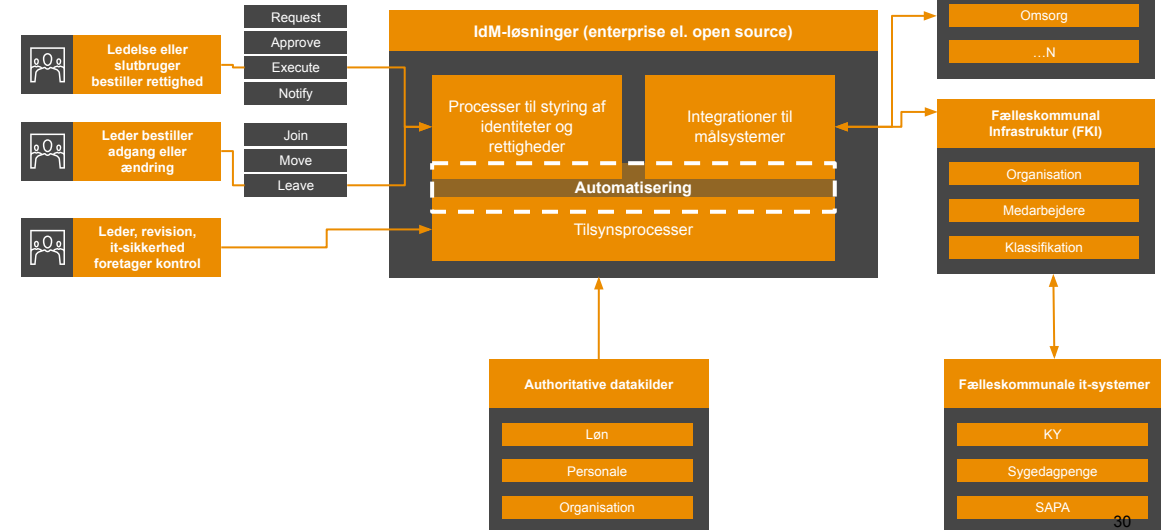 Ledelse eller
slutbruger
bestiller rettighed
Request
Approve
Execute
Notify
Leder bestiller
adgang eller
ændring
Join
Move
Leave
Leder, revision,
it-sikkerhed
foretager kontrol
IdM-løsninger (enterprise el. open source)
Processer til styring af
identiteter og
rettigheder
Integrationer til
målsystemer
Automatisering
Tilsynsprocesser
Authoritative datakilder
Løn
Personale
Organisation
Omsorg
…N
Fælleskommunal
Infrastruktur (FKI)
Organisation
Medarbejdere
Klassifikation
Fælleskommunale it-systemer
KY
Sygedagpenge
SAPA
30